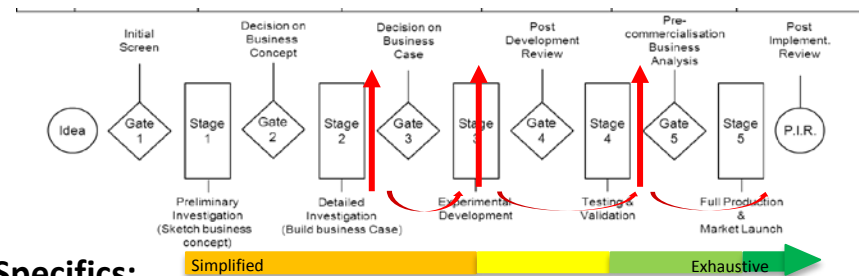 Initial
Screen
Decision on
Business
Concept
Decision on
Business
Case
Post
Development
Review
Pre-
commercialisation
Business
Analysis
Post
Implement.
Review
Idea
Gate
1
Stage
1
Gate
2
Stage
2
Gate
3
Stage
3
Gate
4
Stage
4
Gate
5
Stage
5
P.I.R.
Preliminary
Investigation
(Sketch business
concept)
Detailed
Investigation
(Build business Case)
Experimental
Development
Testing &
Validation
Full Production
&
Market Launch
Simplified
Exhaustive
Specifics: